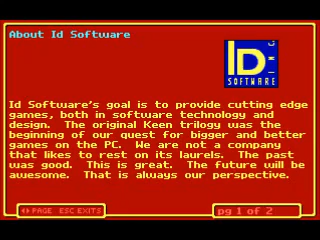 About Id Software
ID
SOFTWARE
Id Software's goal is to provide cutting edge
games, both in software technology and
design.  The original Keen trilogy was the
beginning of our quest for bigger and better
games on the PC.  We are not a company
that likes to rest on its laurels.  The past
was good.  This is great.  The future will be
awesome.  That is always our perspective.
PAGE  ESC EXITS
pg 1 of 2